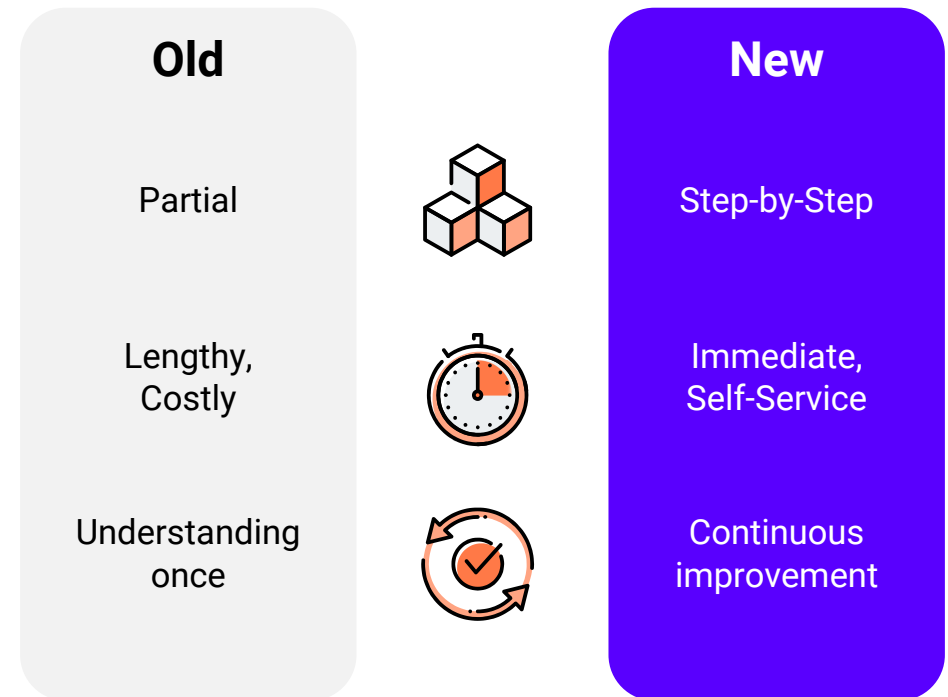 Old
New
Partial
Step-by-Step
Lengthy,
Costly
Immediate,
Self-Service
Understanding
once
Continuous
improvement